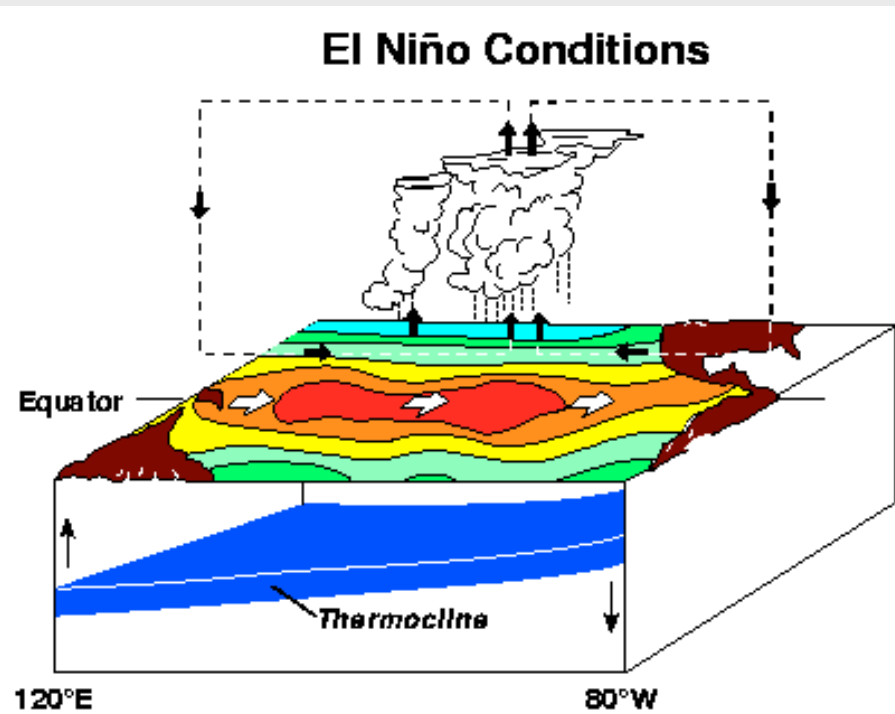 El Niño Conditions
Equator
Thermocline
120°E
80°W